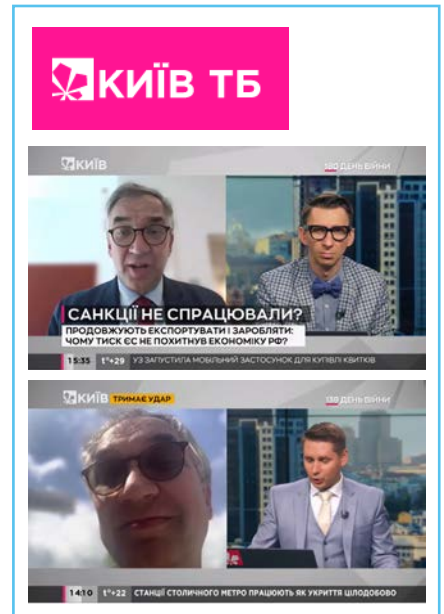 КИЇВ ТБ
КИЇВ
180 ДЕНЬ ВІЙНИ
САНКЦІЇ НЕ СПРАЦЮВАЛИ?
ПРОДОВЖУЮТЬ ЕКСПОРТУВАТИ І ЗАРОБЛЯТИ:
ЧОМУ ТИСК ЄС НЕ ПОХИТНУВ ЕКОНОМІКУ РФ?
15:35 t°+29 УЗ ЗАПУСТИЛА МОБІЛЬНИЙ ЗАСТОСУНОК ДЛЯ КУПІВЛІ КВИТКІВ
КИЇВ ТРИМАЄ УДАР
139 ДЕНЬ ВІЙНИ
14:10 t°+22 СТАНЦІЇ СТОЛИЧНОГО МЕТРО ПРАЦЮЮТЬ ЯК УКРИТТЯ ЦІЛОДОБОВО